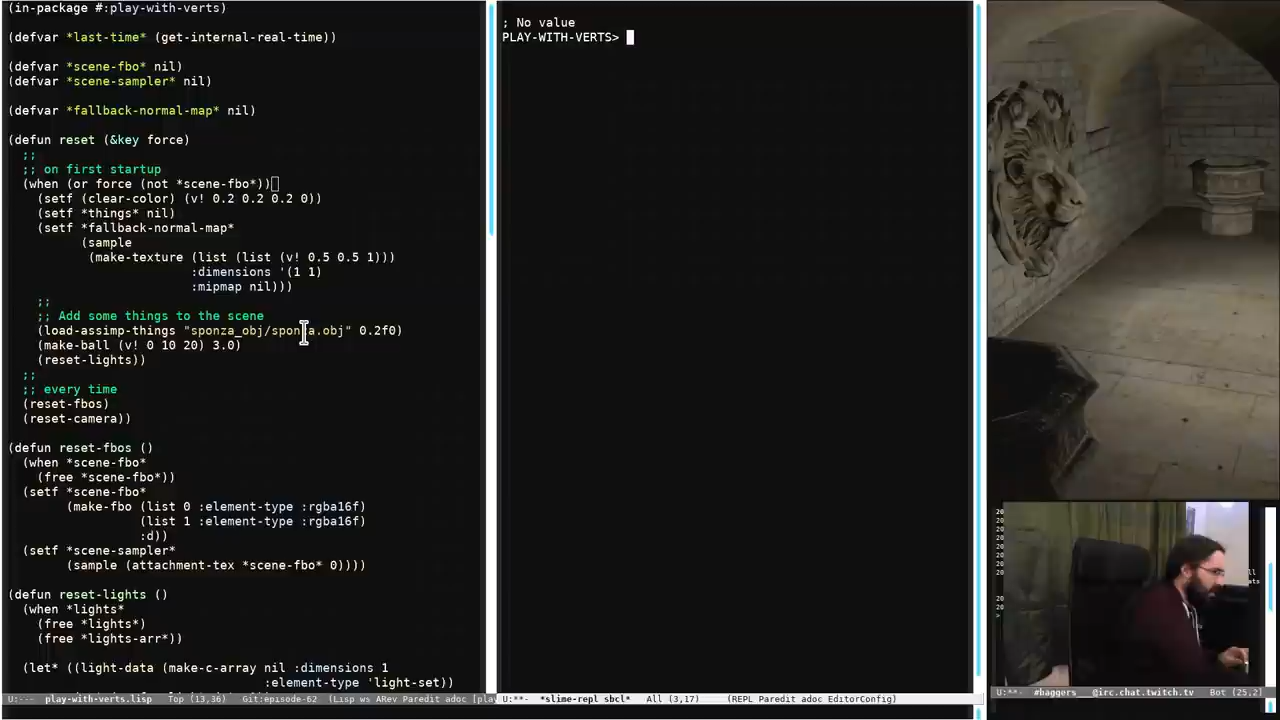 (in-package #:play-with-verts)
(defvar *last-time* (get-internal-real-time))
(defvar *scene-fbo* nil)
(defvar *scene-sampler* nil)
(defvar *fallback-normal-map* nil)
(defun reset (&key force)
;;
;; on first startup
(when (or force (not *scene-fbo*))
(setf (clear-color) (v! 0.2 0.2 0.2 0))
(setf *things* nil)
(setf *fallback-normal-map*
(sample
(make-texture (list (list (v! 0.5 0.5 1)))
:dimensions '(1 1)
:mipmap nil)))
;;
;; Add some things to the scene
(load-assimp-things "sponza_obj/sponza.obj" 0.2f0)
(make-ball (v! 0 10 20) 3.0)
(reset-lights))
;;
;; every time
(reset-fbos)
(reset-camera))
(defun reset-fbos ()
(when *scene-fbo*
(free *scene-fbo*))
(setf *scene-fbo*
(make-fbo (list 0 :element-type :rgba16f)
(list 1 :element-type :rgba16f)
:d))
(setf *scene-sampler*
(sample (attachment-tex *scene-fbo* 0))))
(defun reset-lights ()
(when *lights*
(free *lights*)
(free *lights-arr*))
(let* ((light-data (make-c-array nil :dimensions 1
:element-type 'light-set))
U:--- play-with-verts.lisp Top (13,36) Git:episode-62 (Lisp ws ARev Paredit adoc [play
; No value
PLAY-WITH-VERTS>
U:**- *slime-repl sbcl* All (3,17) (REPL Paredit adoc EditorConfig)
20
20
20
20
20
20
20
20
>
U:**- #baggers @irc.chat.twitch.tv Bot (25,2)